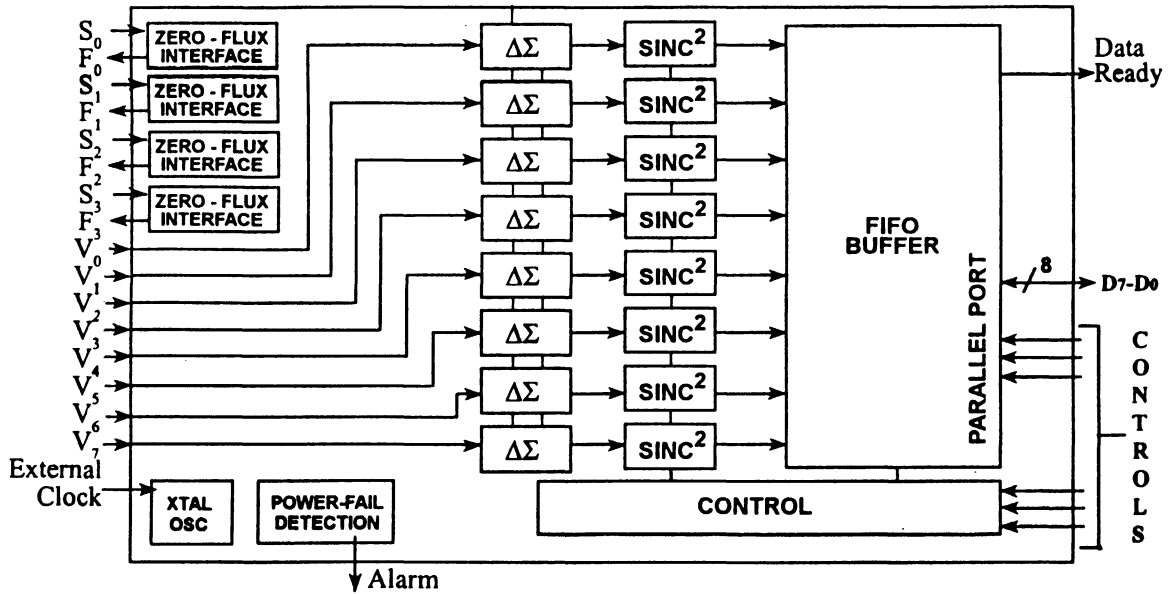 S₀
F₀
S₁
F₁
S₂
F₂
S₃
F₃
V₀
V₁
V₂
V₃
V₄
V₅
V₆
V₇
External
Clock
ZERO - FLUX
INTERFACE
ZERO - FLUX
INTERFACE
ZERO - FLUX
INTERFACE
ZERO - FLUX
INTERFACE
XTAL
OSC
POWER-FAIL
DETECTION
Alarm
ΔΣ
SINC²
ΔΣ
SINC²
ΔΣ
SINC²
ΔΣ
SINC²
ΔΣ
SINC²
ΔΣ
SINC²
ΔΣ
SINC²
ΔΣ
SINC²
FIFO
BUFFER
PARALLEL PORT
CONTROL
Data
Ready
8
D7-D0
CONTROLS